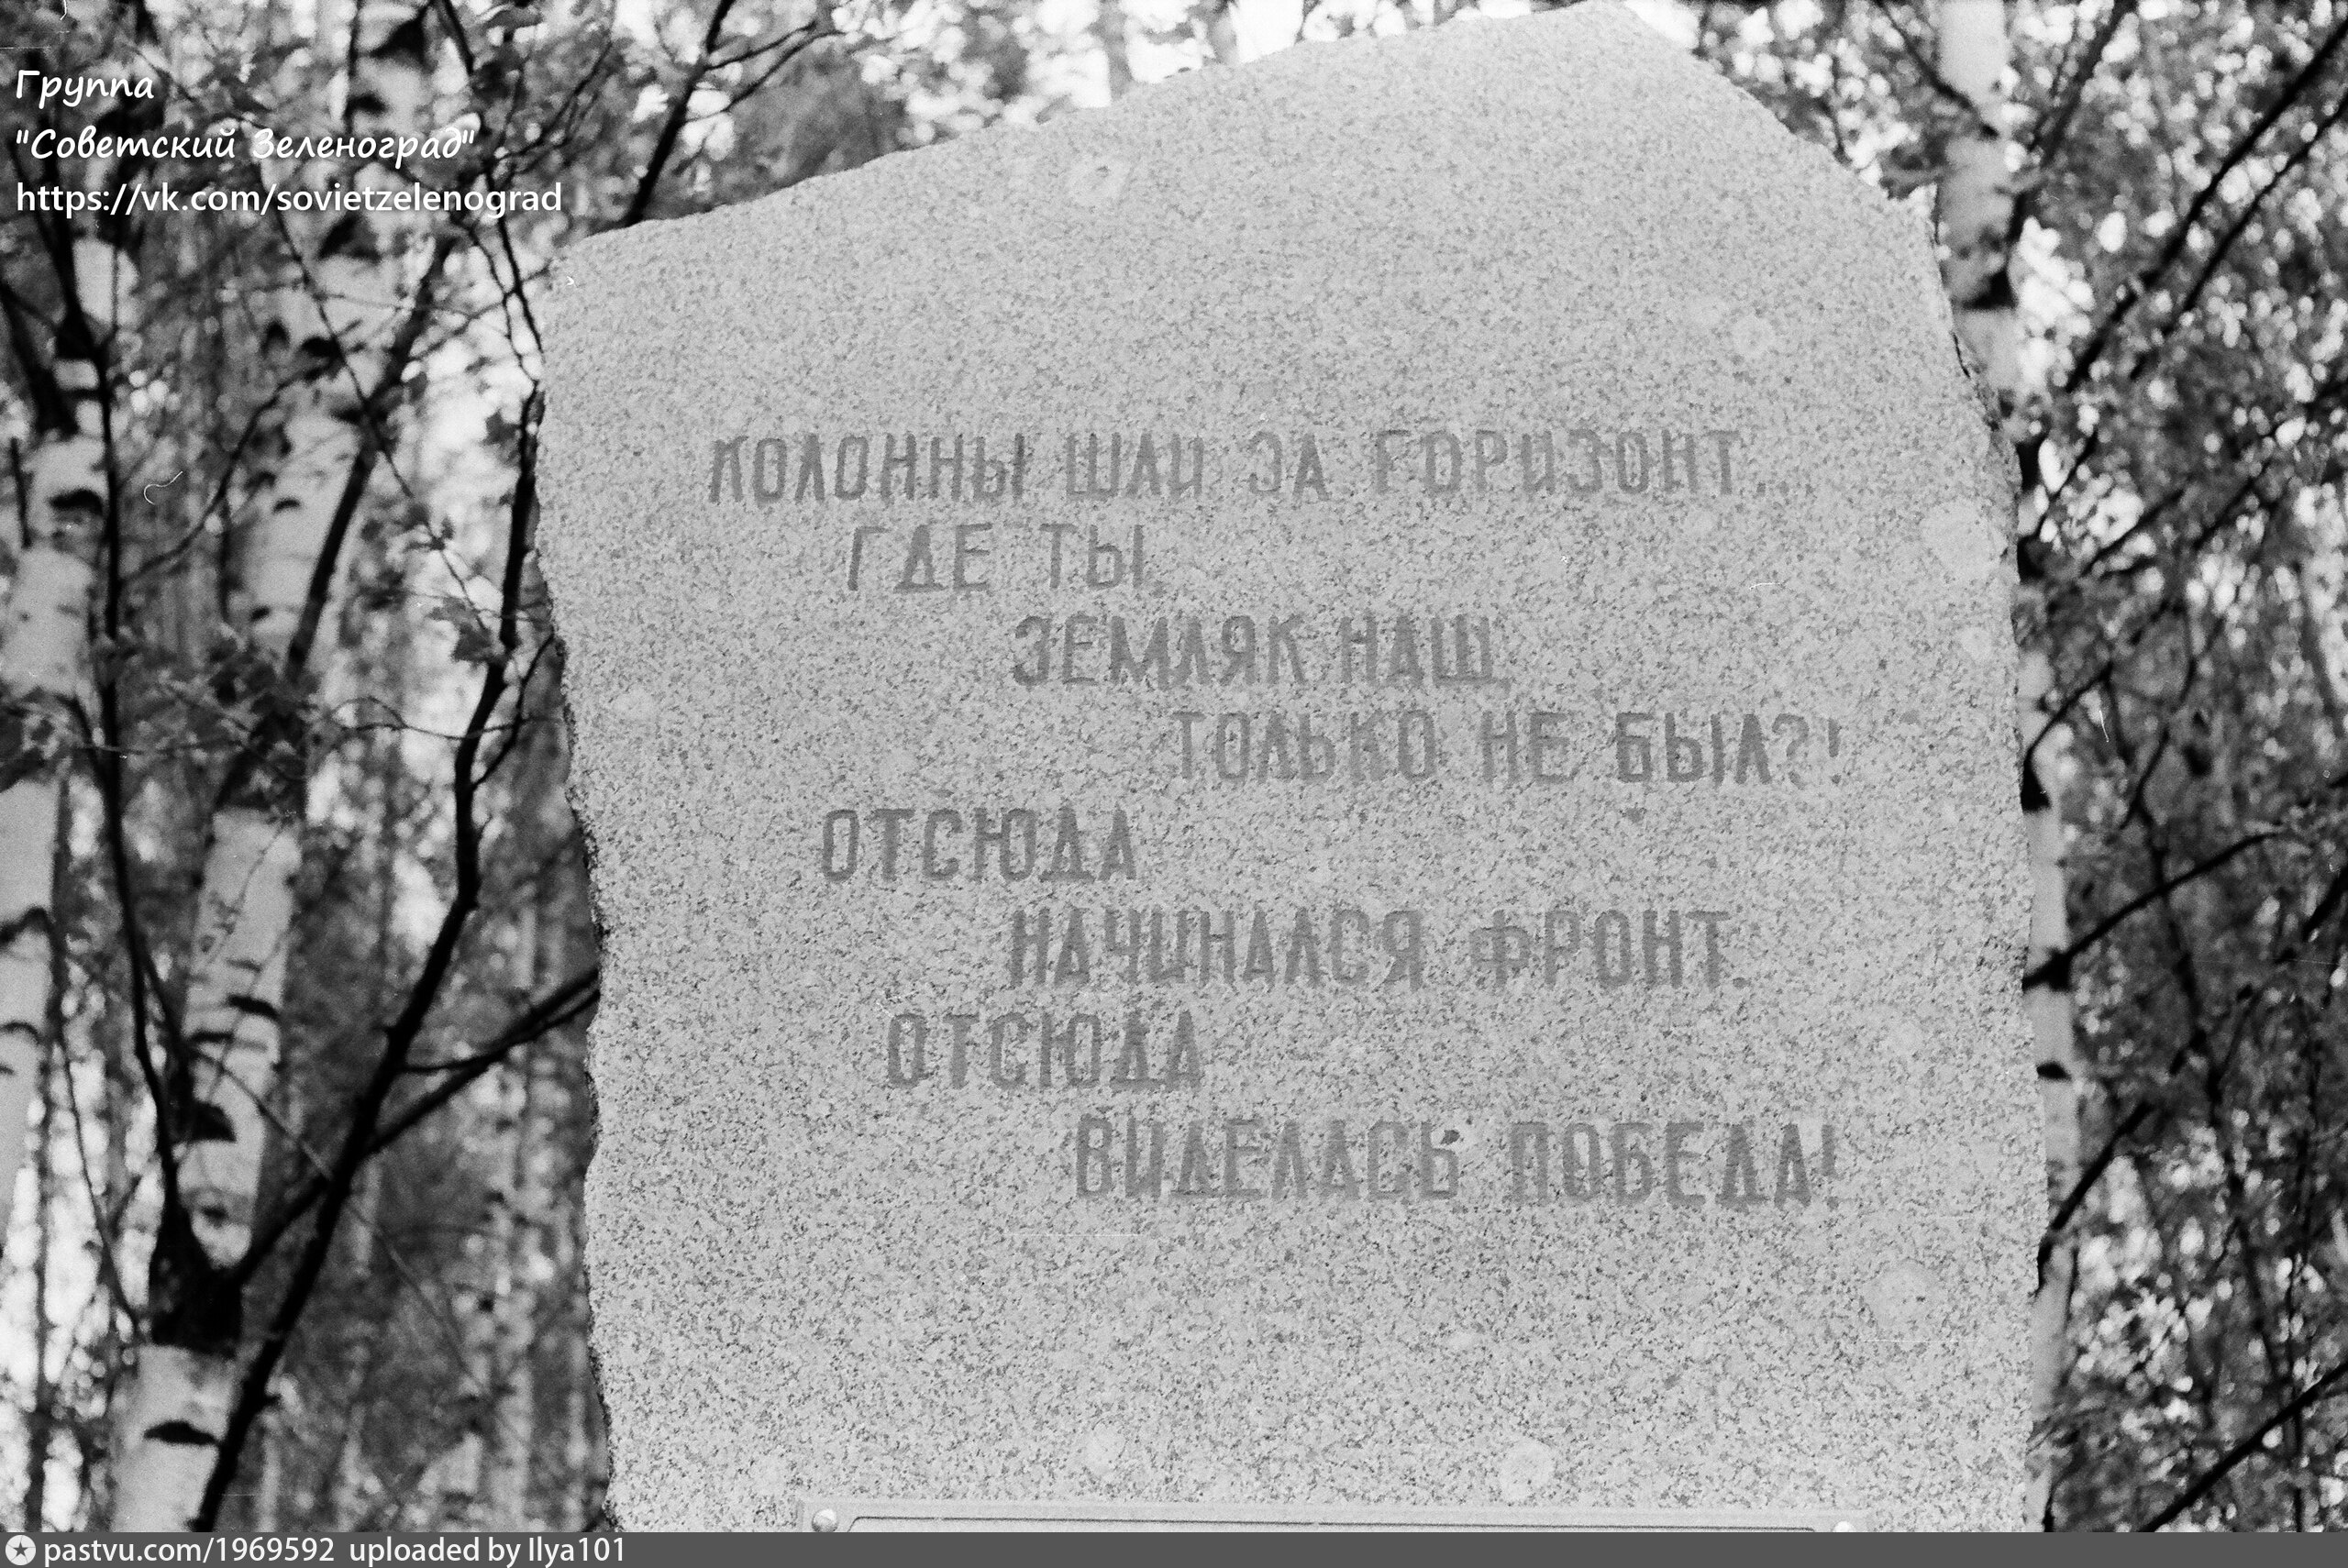 Группа
"Советский Зеленоград"
https://vk.com/sovietzelenograd
КОЛОННЫ ШЛИ ЗА ГОРИЗОНТ...
ГДЕ ТЫ,
ЗЕМЛЯК НАШ,
ТОЛЬКО НЕ БЫЛ?!
ОТСЮДА
НАЧИНАЛСЯ ФРОНТ.
ОТСЮДА
ВИДЕЛАСЬ ПОБЕДА!
pastvu.com/1969592 uploaded by Ilya101